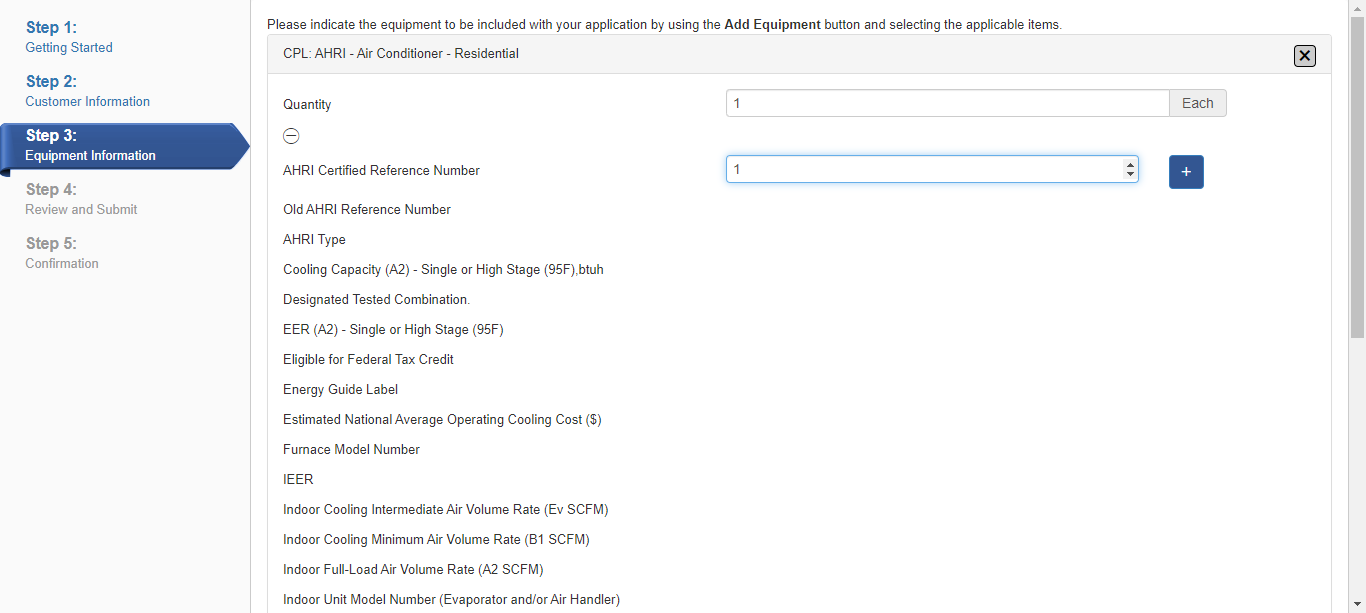 Step 1:
Getting Started
Step 2:
Customer Information
Step 3:
Equipment Information
Step 4:
Review and Submit
Step 5:
Confirmation
Please indicate the equipment to be included with your application by using the Add Equipment button and selecting the applicable items.
CPL: AHRI - Air Conditioner - Residential
Quantity 1 Each
AHRI Certified Reference Number 1 +
Old AHRI Reference Number
AHRI Type
Cooling Capacity (A2) - Single or High Stage (95F),btuh
Designated Tested Combination.
EER (A2) - Single or High Stage (95F)
Eligible for Federal Tax Credit
Energy Guide Label
Estimated National Average Operating Cooling Cost ($)
Furnace Model Number
IEER
Indoor Cooling Intermediate Air Volume Rate (Ev SCFM)
Indoor Cooling Minimum Air Volume Rate (B1 SCFM)
Indoor Full-Load Air Volume Rate (A2 SCFM)
Indoor Unit Model Number (Evaporator and/or Air Handler)